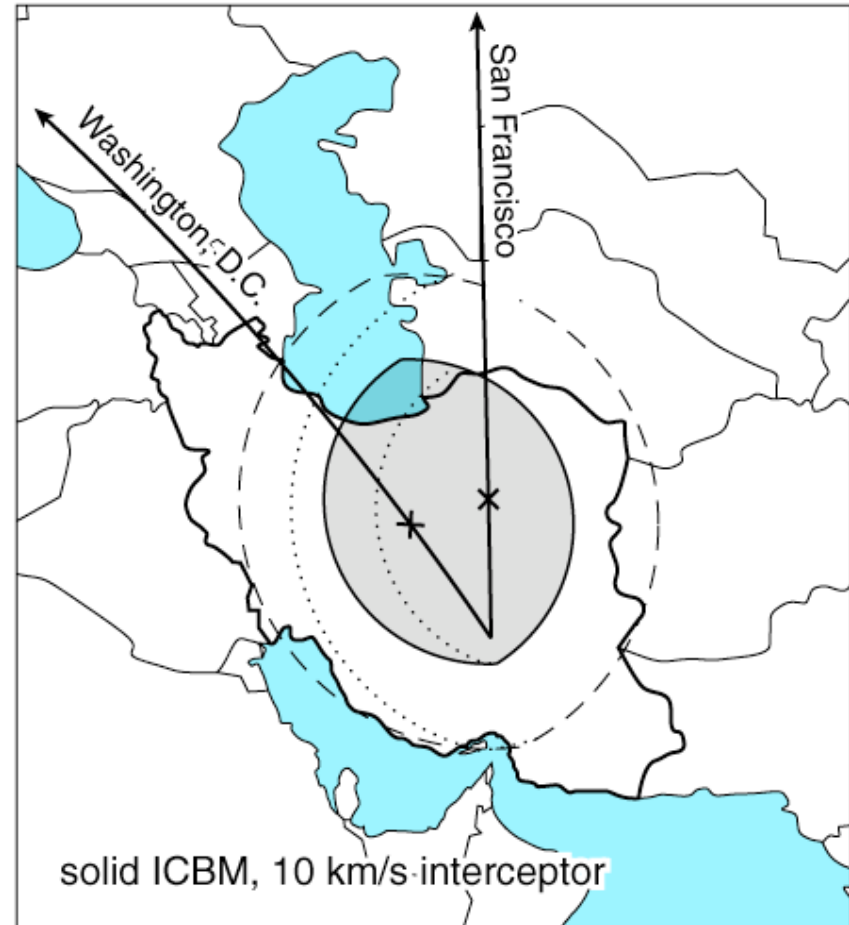 San Francisco
Washington, D.C.
solid ICBM, 10 km/s interceptor